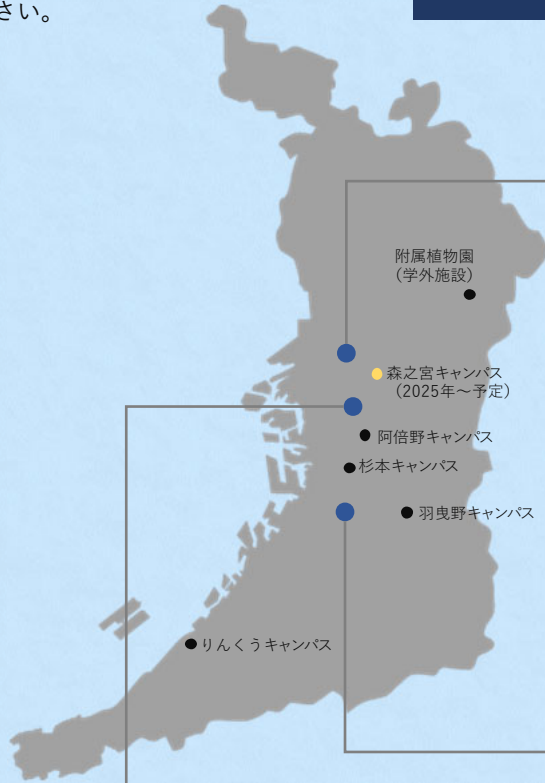 さい。
附属植物園
（学外施設）
森之宮キャンパス
（2025年～予定）
阿倍野キャンパス
杉本キャンパス
羽曳野キャンパス
りんくうキャンパス